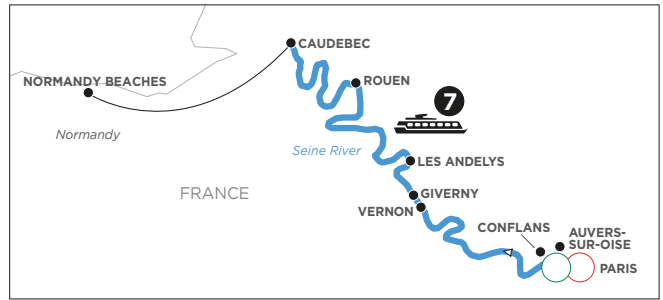 CAUDEBEC
NORMANDY BEACHES
ROUEN
7
Normandy
Seine River
LES ANDELYS
FRANCE
GIVERNY
VERNON
CONFLANS
AUVERS-
SUR-OISE
PARIS